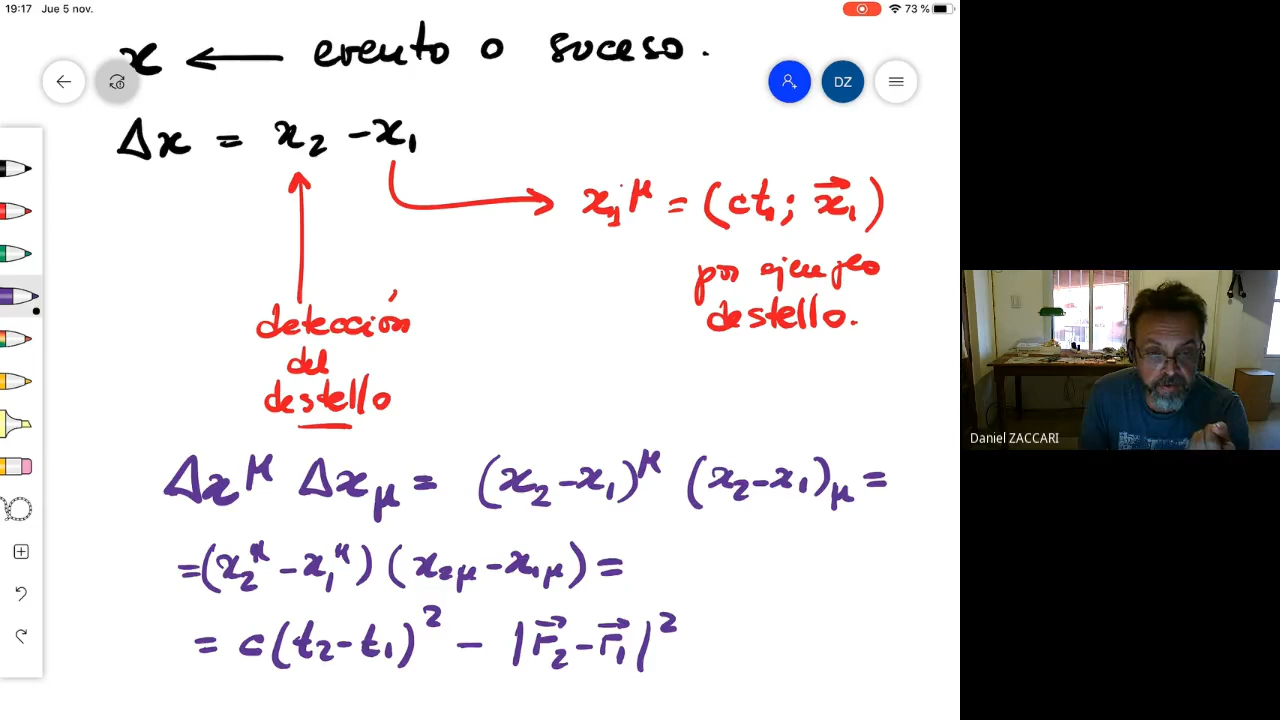 19:17 Jue 5 nov.
73 %
x ← evento o suceso.
DZ
Δx = x₂ - x₁
x₁^μ = (ct₁; x⃗₁)
por ejemplo
destello.
detección
del
destello
Daniel ZACCARI
Δx^μ Δx_μ = (x₂ - x₁)^μ (x₂ - x₁)_μ =
= (x₂^μ - x₁^μ) (x₂μ - x₁μ) =
= c(t₂ - t₁)² - |r⃗₂ - r⃗₁|²